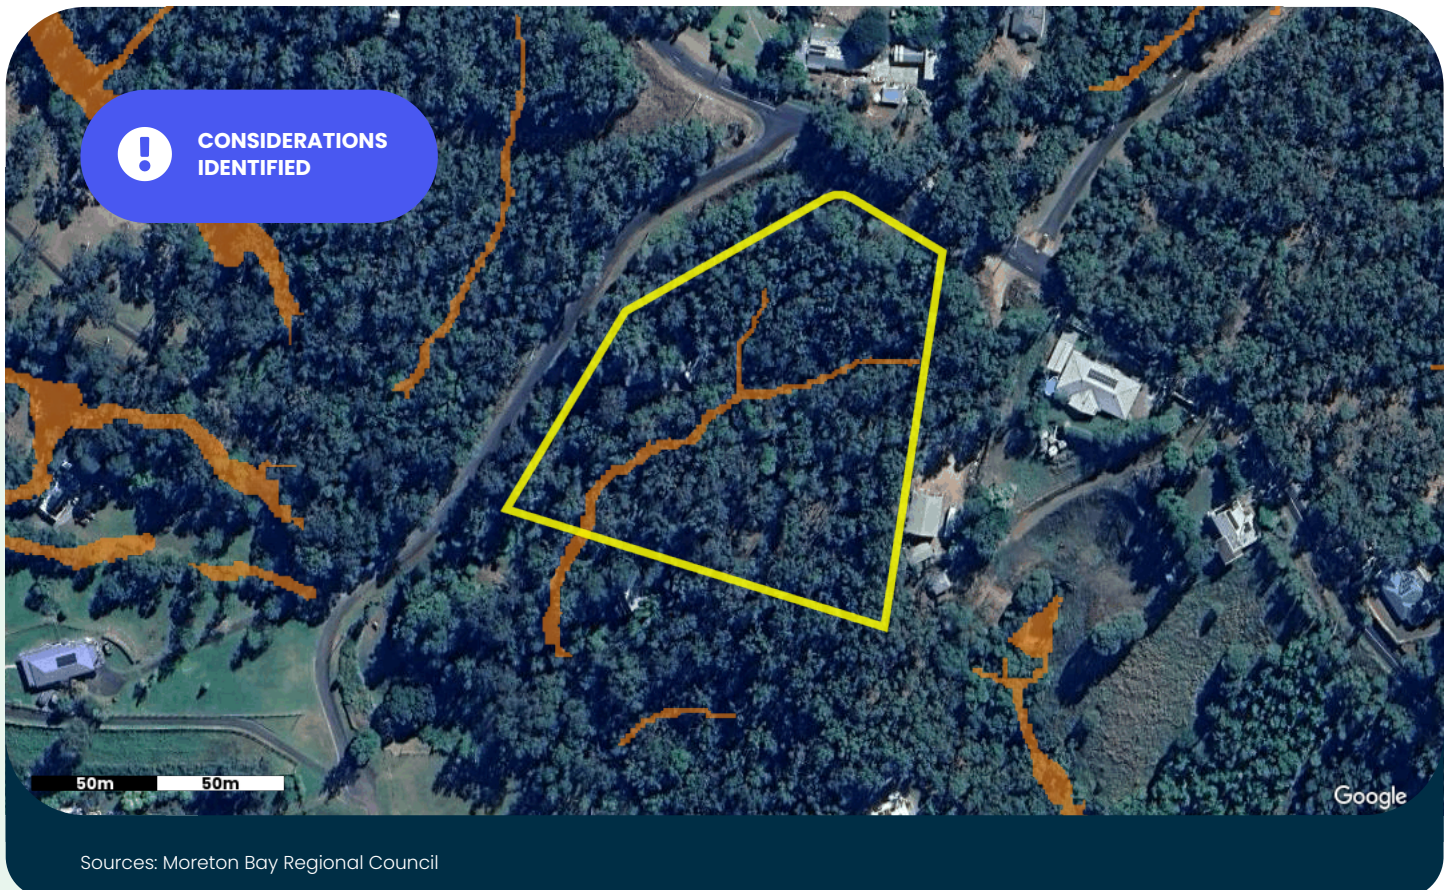 CONSIDERATIONS
IDENTIFIED
50m 50m
Google
Sources: Moreton Bay Regional Council